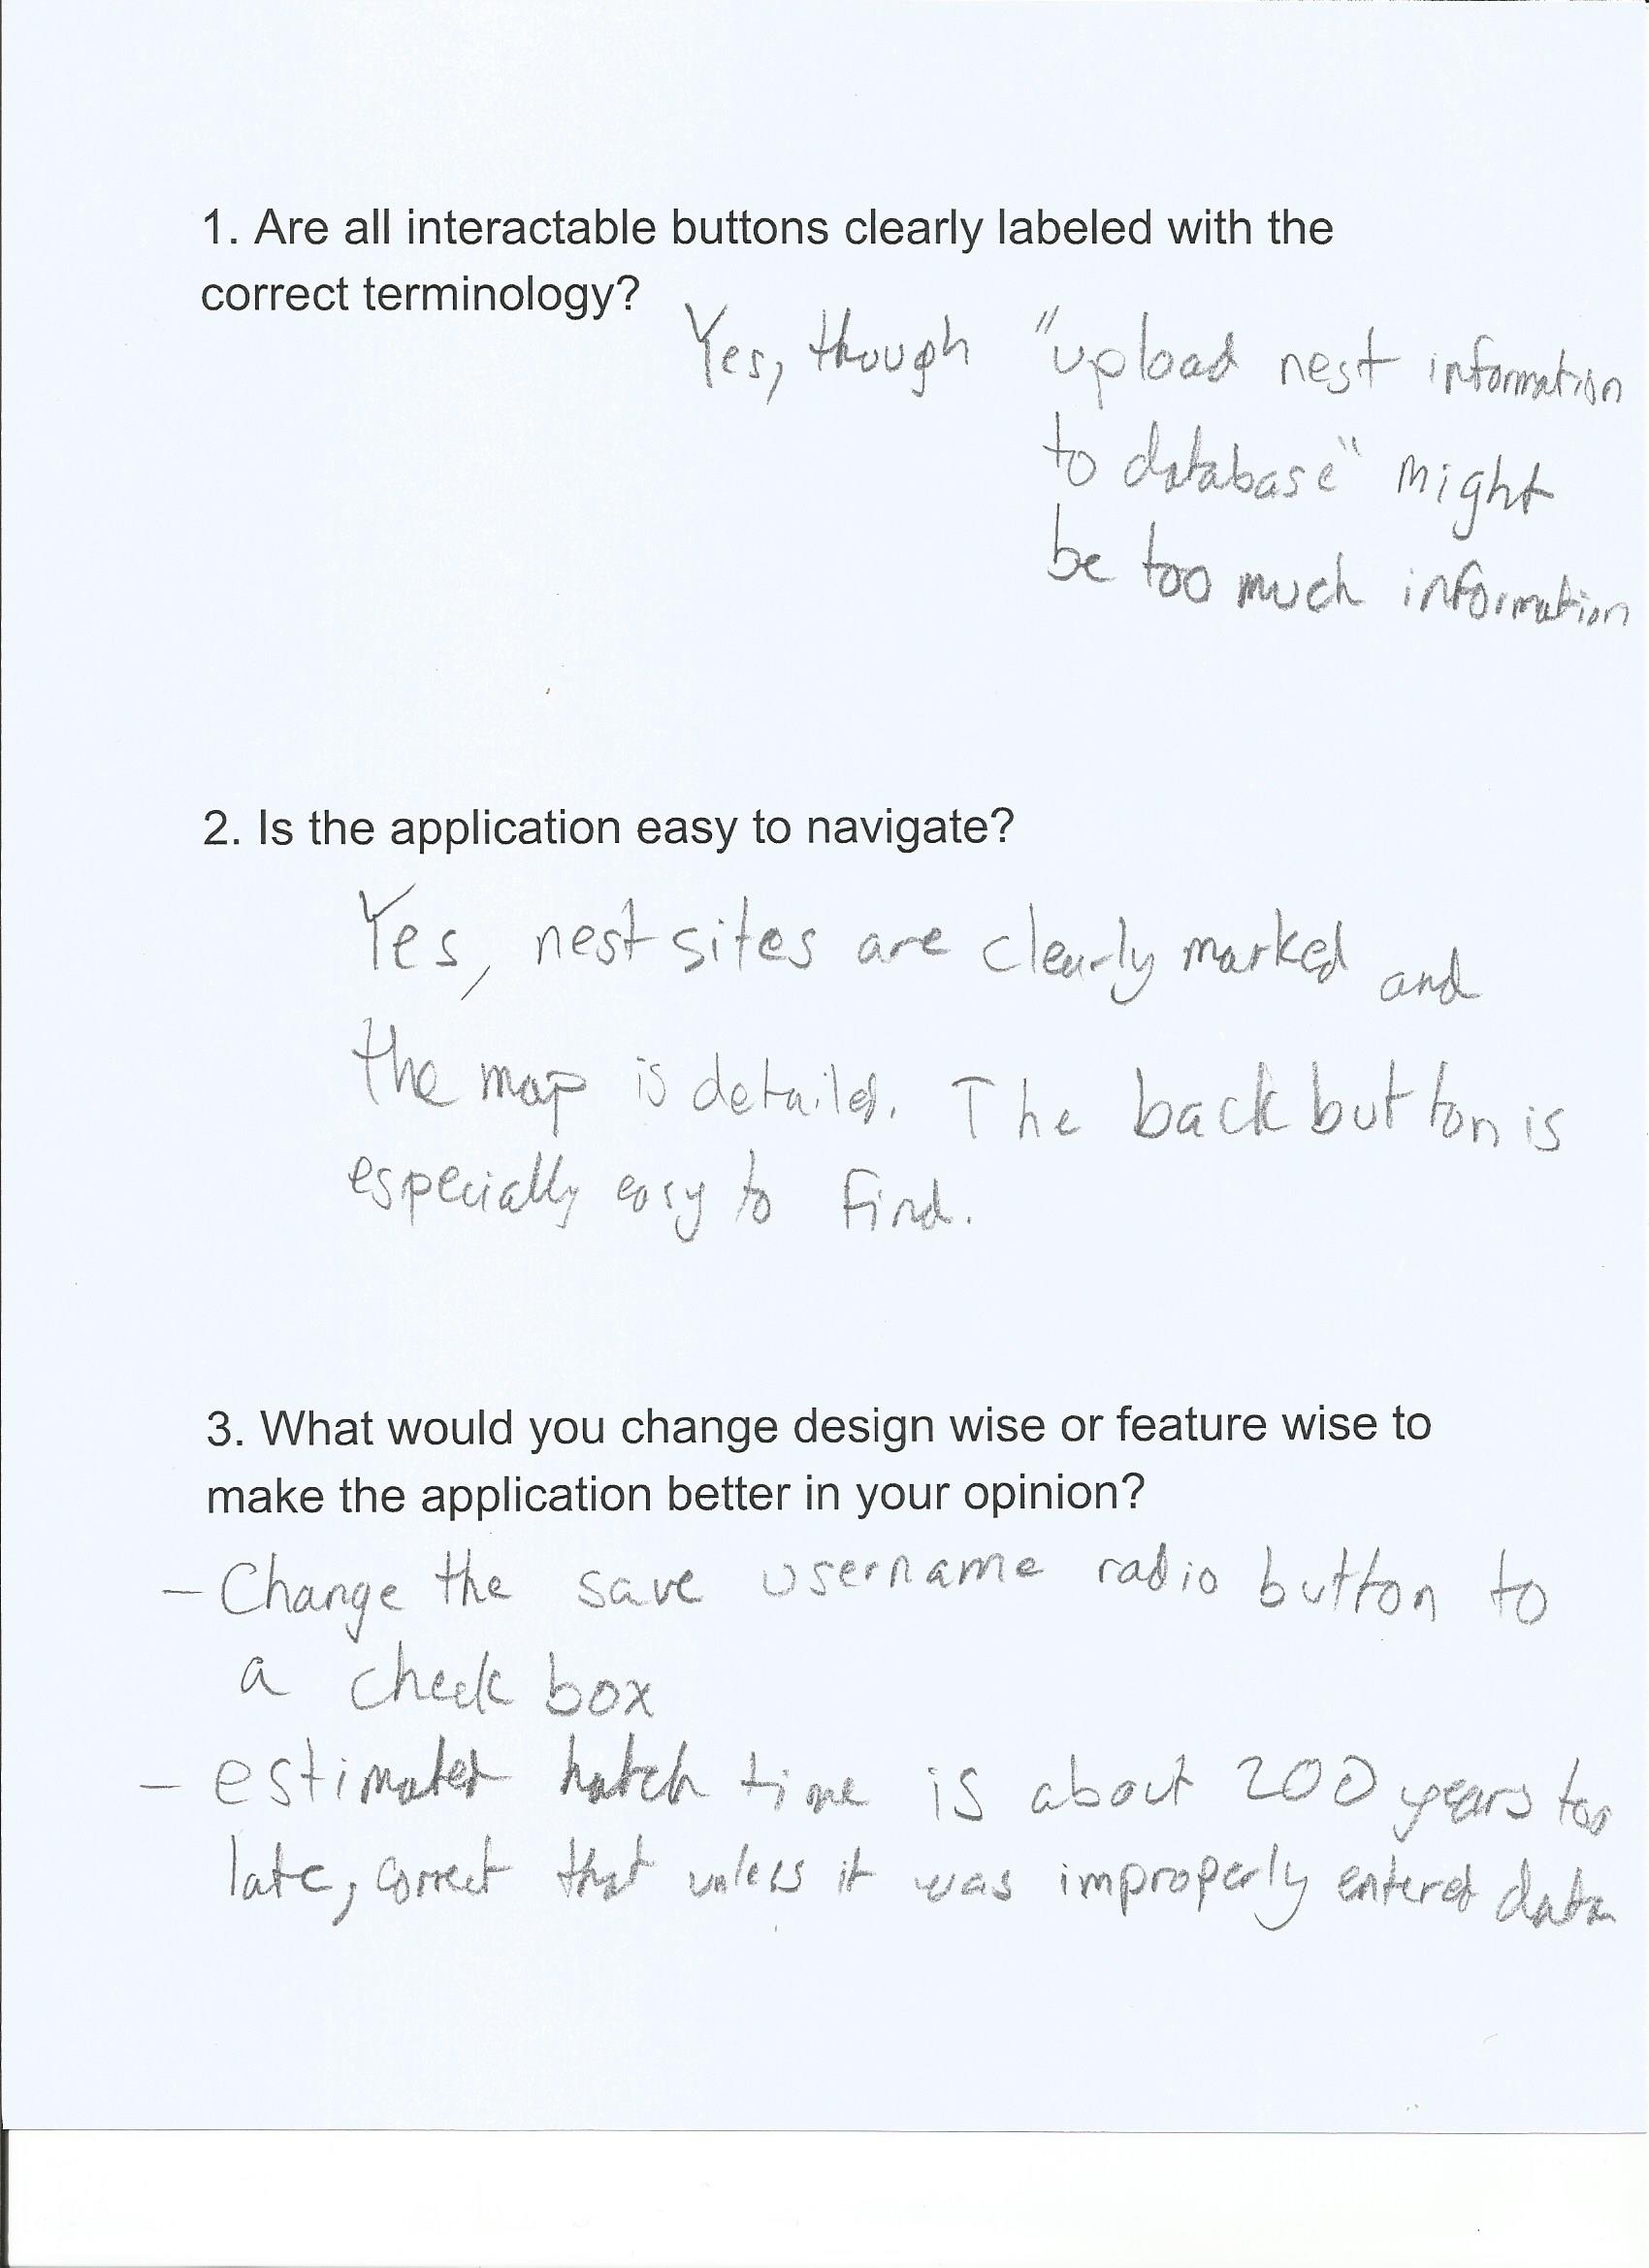 1. Are all interactable buttons clearly labeled with the
correct terminology?
Yes, though "upload nest information
to database" might
be too much information
2. Is the application easy to navigate?
Yes, nest sites are clearly marked and
the map is detailed. The back button is
especially easy to find.
3. What would you change design wise or feature wise to
make the application better in your opinion?
- Change the save username radio button to
a check box
- estimated hatch time is about 200 years too
late, correct that unless it was improperly entered data